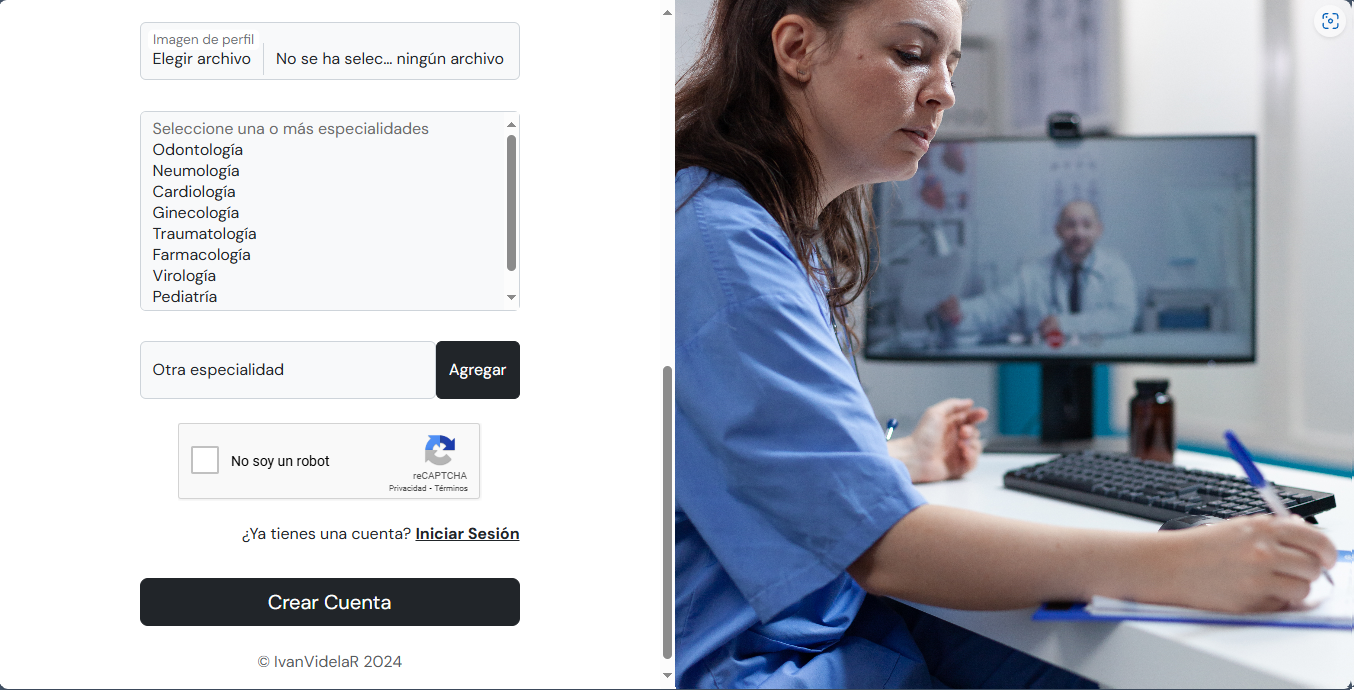 Imagen de perfil
Elegir archivo No se ha selec... ningún archivo
Seleccione una o más especialidades
Odontología
Neumología
Cardiología
Ginecología
Traumatología
Farmacología
Virología
Pediatría
Otra especialidad Agregar
No soy un robot
reCAPTCHA
Privacidad - Términos
¿Ya tienes una cuenta? Iniciar Sesión
Crear Cuenta
© IvanVidelaR 2024